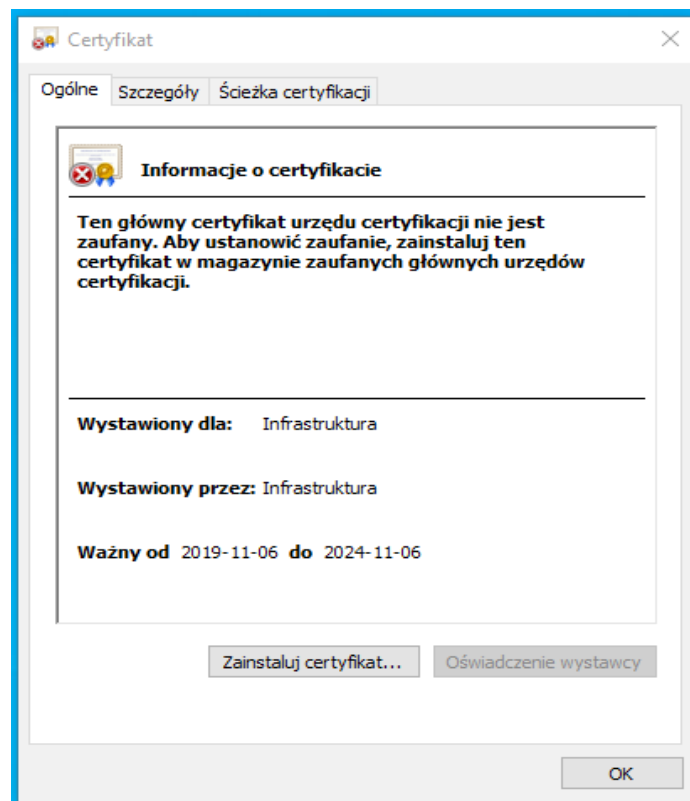 Certyfikat
Ogólne Szczegóły Ścieżka certyfikacji
Informacje o certyfikacie
Ten główny certyfikat urzędu certyfikacji nie jest
zaufany. Aby ustanowić zaufanie, zainstaluj ten
certyfikat w magazynie zaufanych głównych urzędów
certyfikacji.
Wystawiony dla: Infrastruktura
Wystawiony przez: Infrastruktura
Ważny od 2019-11-06 do 2024-11-06
Zainstaluj certyfikat... Oświadczenie wystawcy
OK